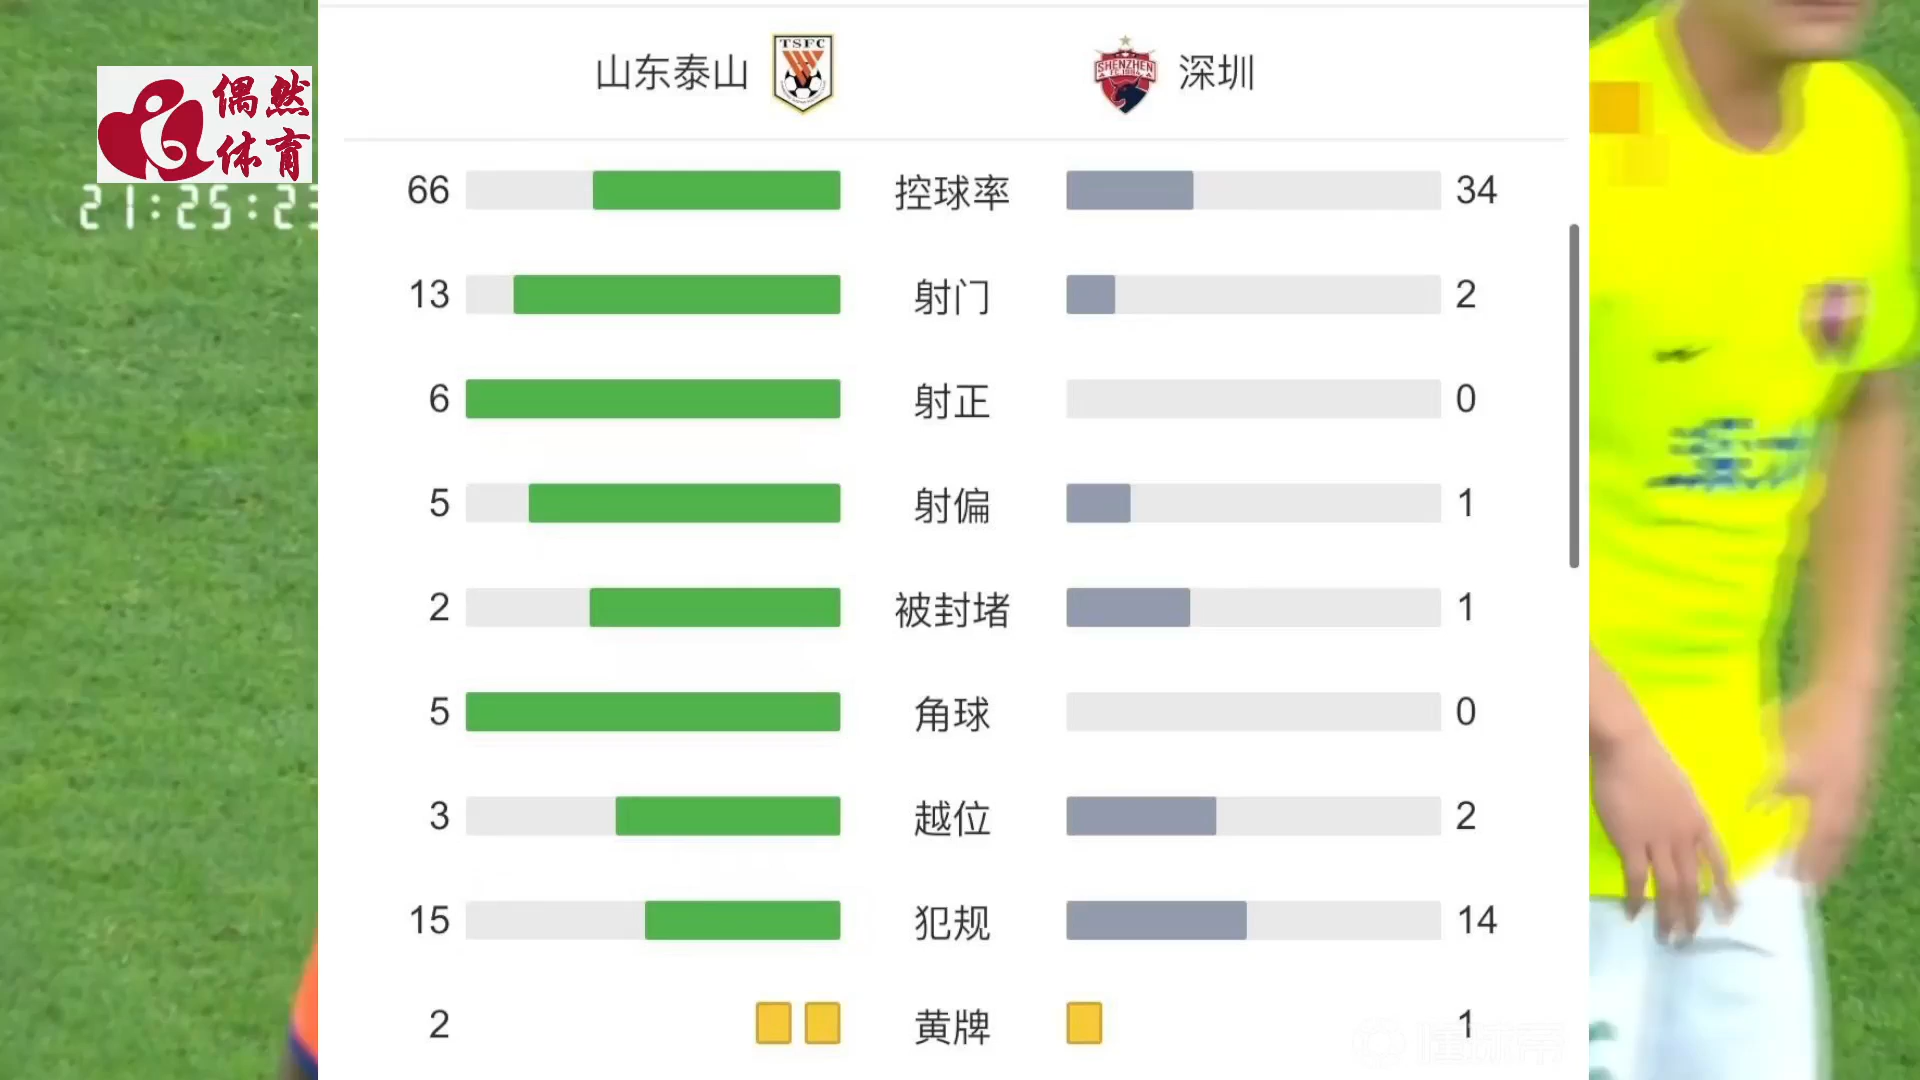 山东泰山
TSFC
SHENZHEN
深圳
偶然
体育
21:25:23
66 控球率 34
13 射门 2
6 射正 0
5 射偏 1
2 被封堵 1
5 角球 0
3 越位 2
15 犯规 14
2 黄牌 1